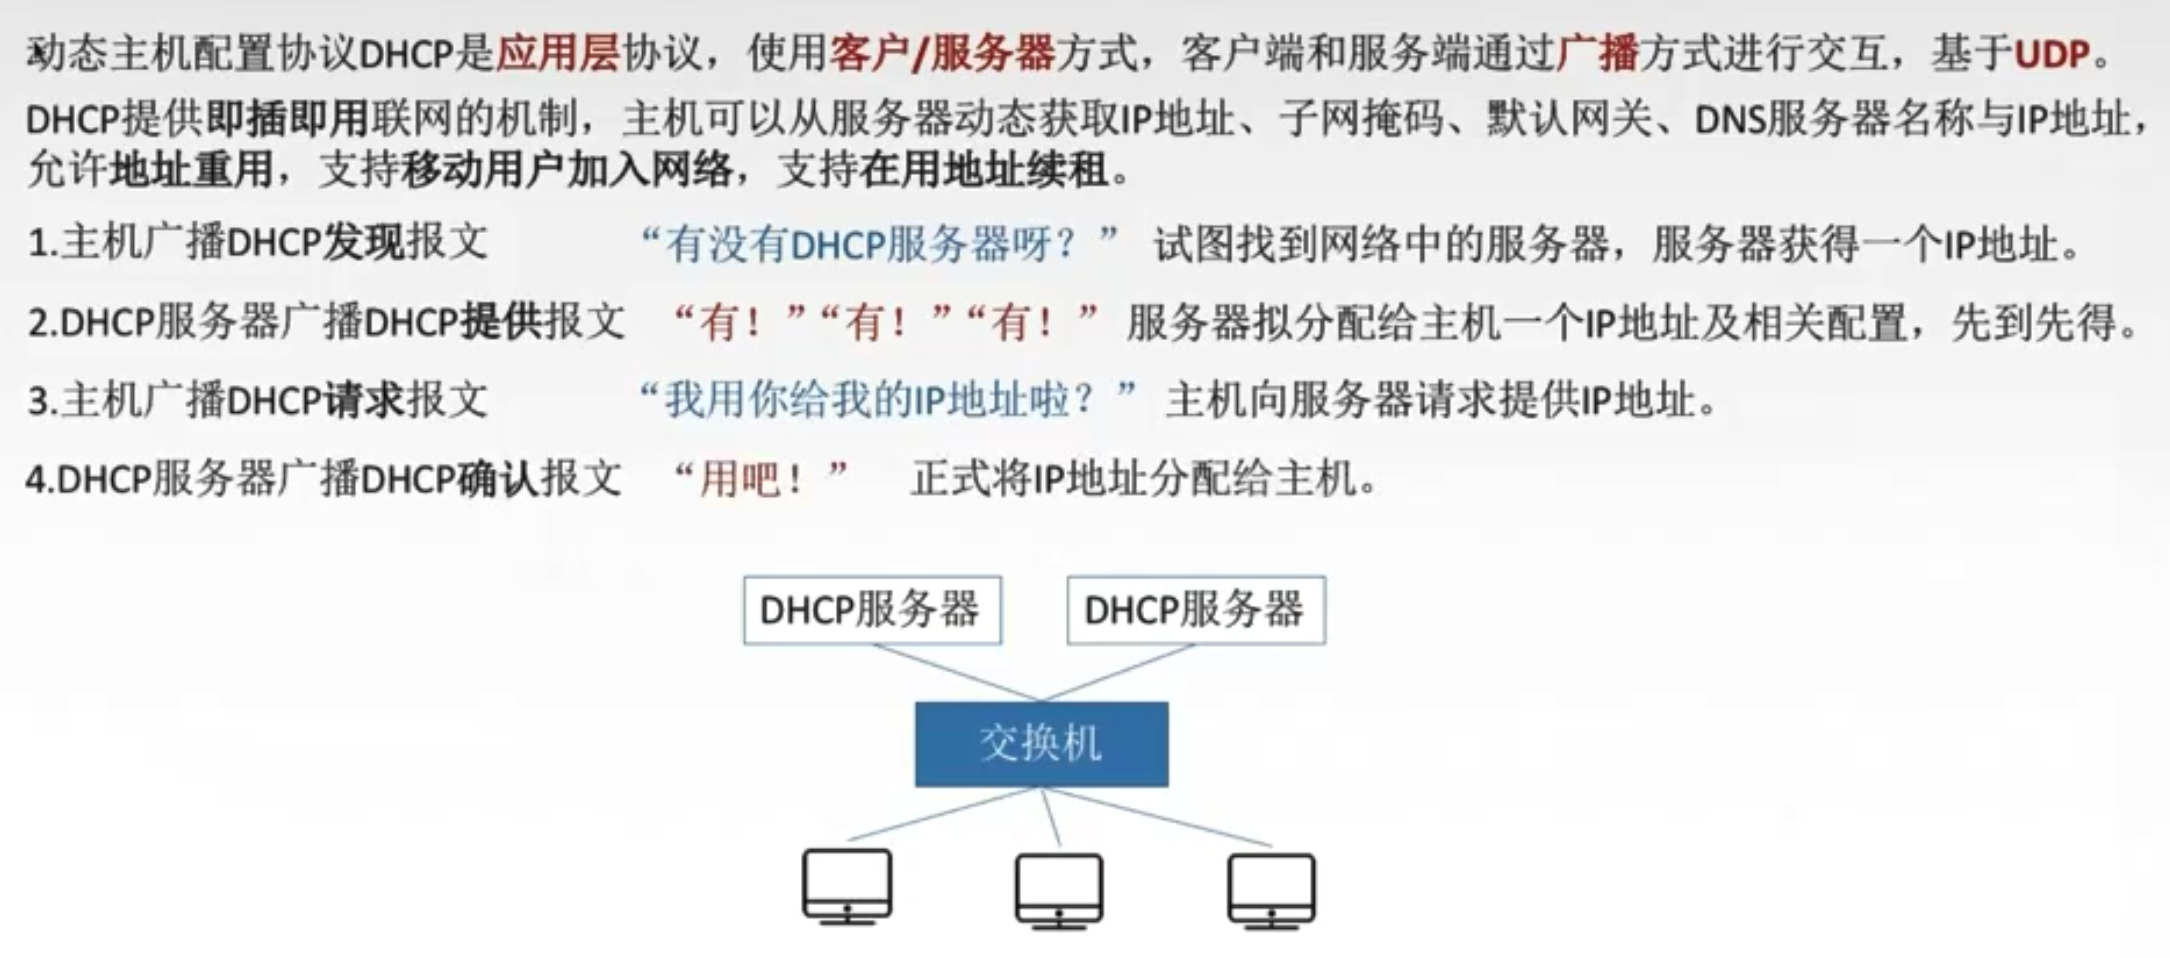 动态主机配置协议DHCP是应用层协议，使用客户/服务器方式，客户端和服务端通过广播方式进行交互，基于UDP。
DHCP提供即插即用联网的机制，主机可以从服务器动态获取IP地址、子网掩码、默认网关、DNS服务器名称与IP地址，
允许地址重用，支持移动用户加入网络，支持在用地址续租。
1.主机广播DHCP发现报文 “有没有DHCP服务器呀？” 试图找到网络中的服务器，服务器获得一个IP地址。
2.DHCP服务器广播DHCP提供报文 “有！”“有！”“有！” 服务器拟分配给主机一个IP地址及相关配置，先到先得。
3.主机广播DHCP请求报文 “我用你给我的IP地址啦？” 主机向服务器请求提供IP地址。
4.DHCP服务器广播DHCP确认报文 “用吧！” 正式将IP地址分配给主机。
DHCP服务器 DHCP服务器
交换机